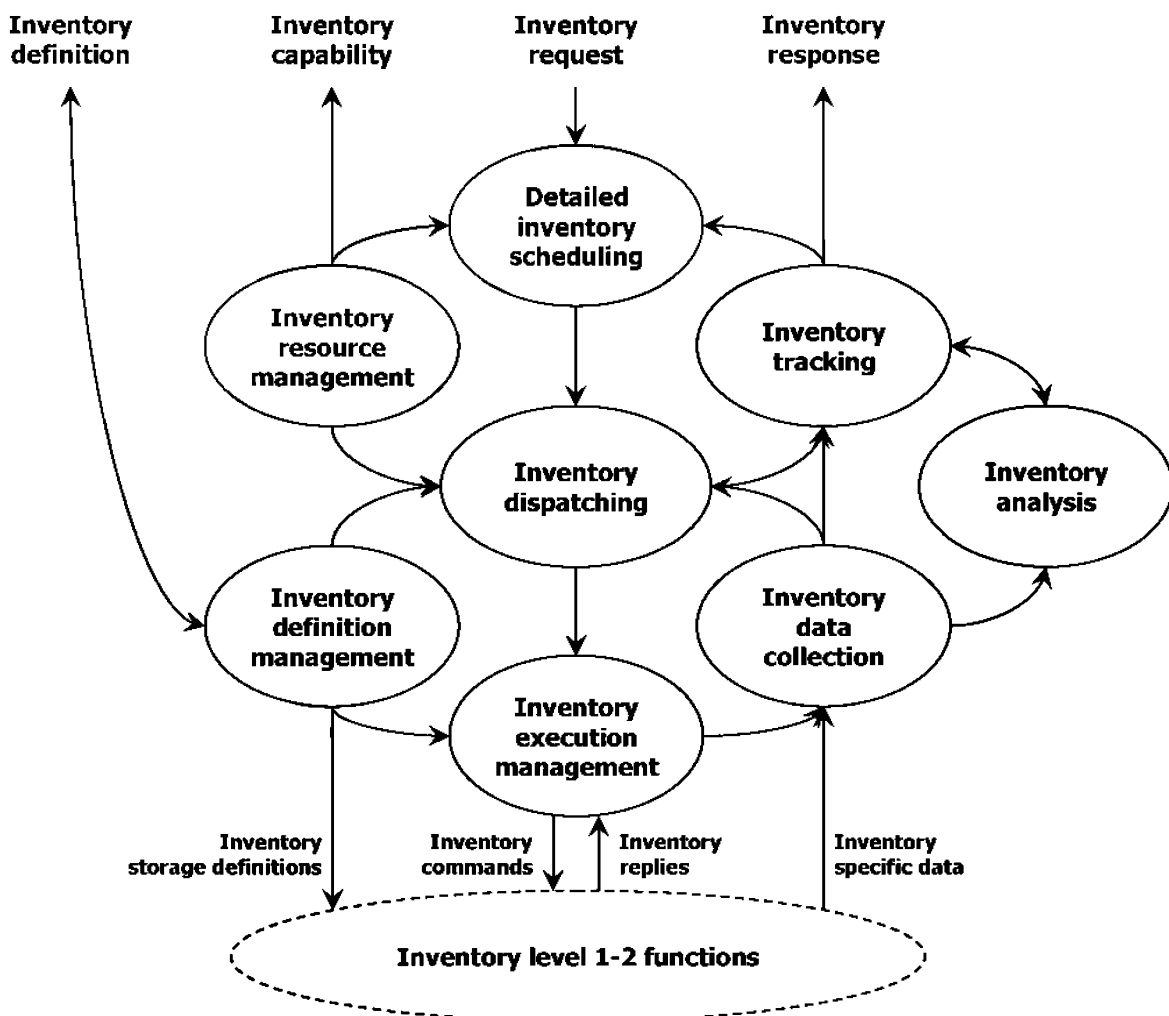 Inventory
definition
Inventory
capability
Inventory
request
Inventory
response
Detailed
inventory
scheduling
Inventory
resource
management
Inventory
tracking
Inventory
dispatching
Inventory
analysis
Inventory
definition
management
Inventory
data
collection
Inventory
execution
management
Inventory
storage definitions
Inventory
commands
Inventory
replies
Inventory
specific data
Inventory level 1-2 functions